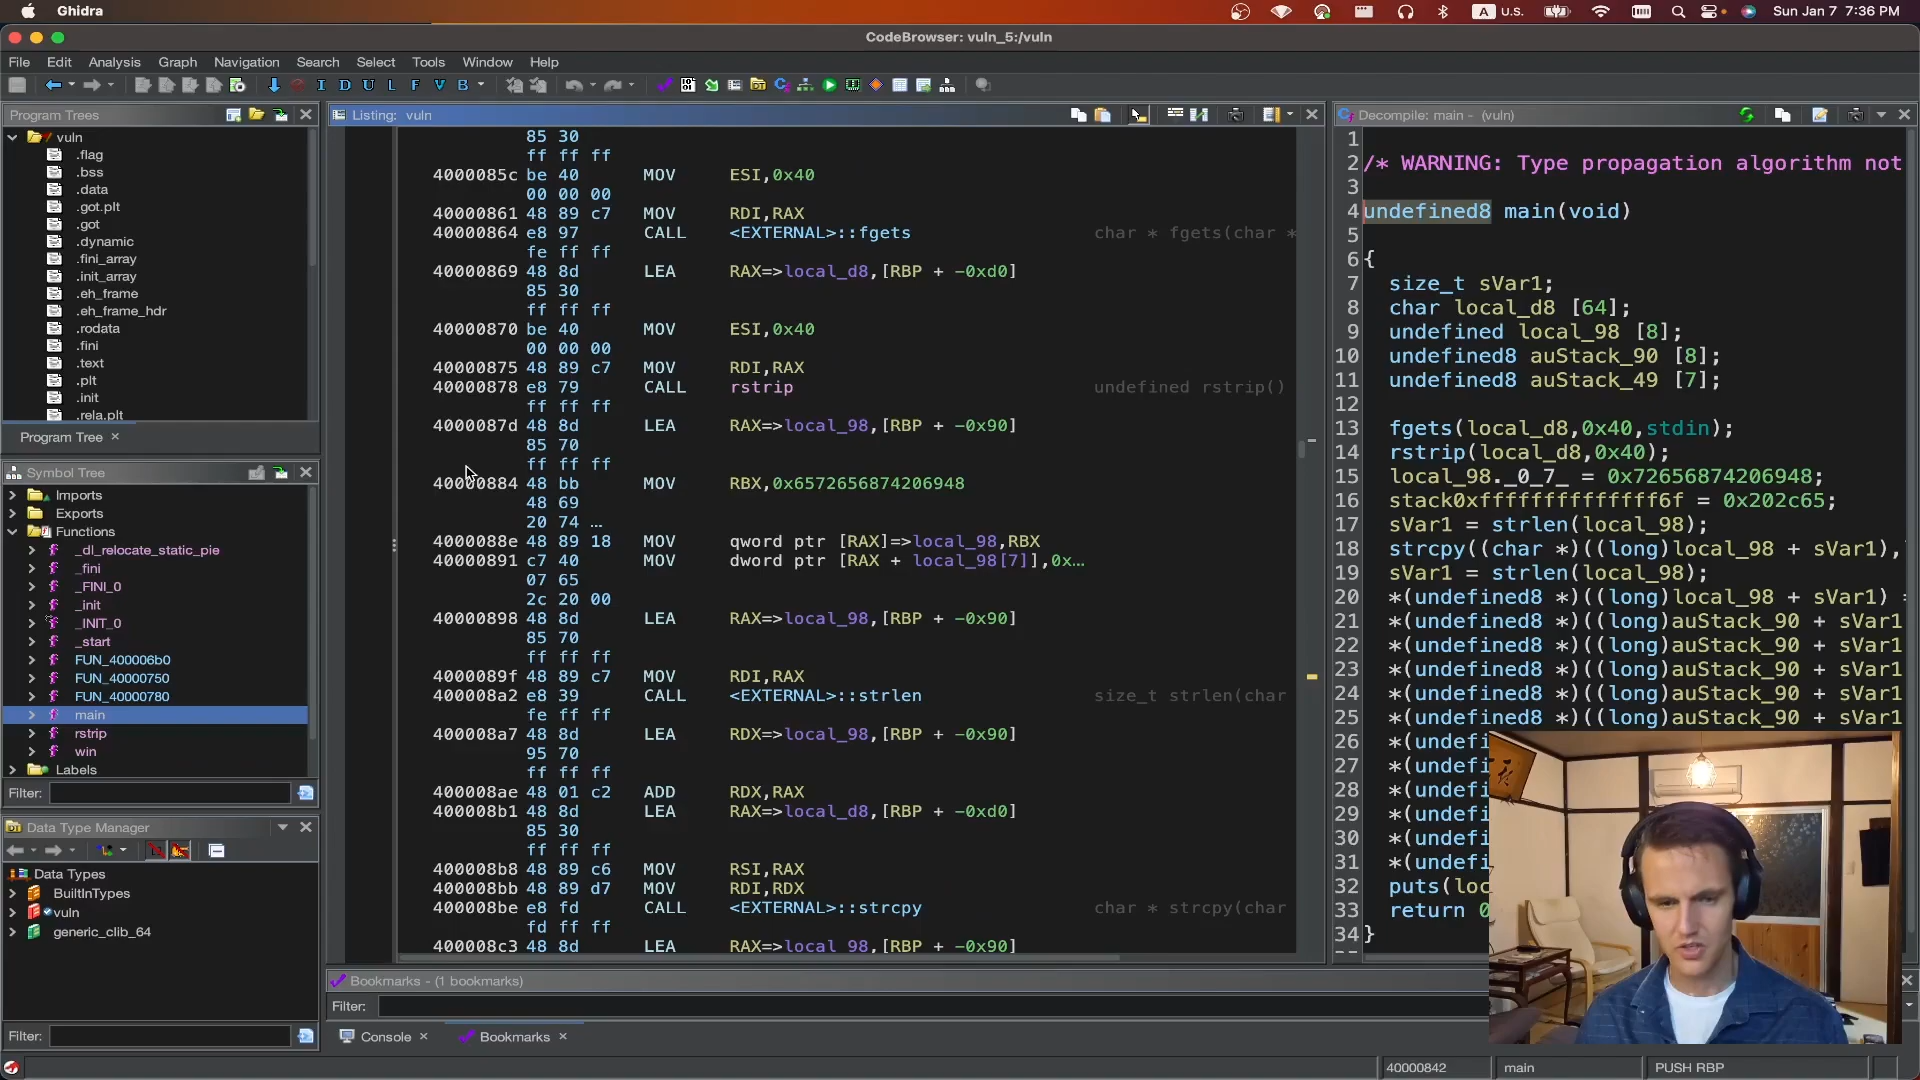 Ghidra
U.S.
Sun Jan 7 7:36 PM
CodeBrowser: vuln_5:/vuln
File Edit Analysis Graph Navigation Search Select Tools Window Help
I D U L F V B
Program Trees
vuln
.flag
.bss
.data
.got.plt
.got
.dynamic
.fini_array
.init_array
.eh_frame
.eh_frame_hdr
.rodata
.fini
.text
.plt
.init
.rela.plt
Program Tree
Symbol Tree
Imports
Exports
Functions
_dl_relocate_static_pie
_fini
_FINI_0
_init
_INIT_0
_start
FUN_400006b0
FUN_40000750
FUN_40000780
main
rstrip
win
Labels
Filter:
Data Type Manager
Data Types
BuiltInTypes
vuln
generic_clib_64
Filter:
Listing: vuln
85 30
ff ff ff
4000085c be 40 MOV ESI,0x40
00 00 00
40000861 48 89 c7 MOV RDI,RAX
40000864 e8 97 CALL <EXTERNAL>::fgets char * fgets(char *
fe ff ff
40000869 48 8d LEA RAX=>local_d8,[RBP + -0xd0]
85 30
ff ff ff
40000870 be 40 MOV ESI,0x40
00 00 00
40000875 48 89 c7 MOV RDI,RAX
40000878 e8 79 CALL rstrip undefined rstrip()
ff ff ff
4000087d 48 8d LEA RAX=>local_98,[RBP + -0x90]
85 70
ff ff ff
40000884 48 bb MOV RBX,0x6572656874206948
48 69
20 74 ...
4000088e 48 89 18 MOV qword ptr [RAX]=>local_98,RBX
40000891 c7 40 MOV dword ptr [RAX + local_98[7]],0x...
07 65
2c 20 00
40000898 48 8d LEA RAX=>local_98,[RBP + -0x90]
85 70
ff ff ff
4000089f 48 89 c7 MOV RDI,RAX
400008a2 e8 39 CALL <EXTERNAL>::strlen size_t strlen(char
fe ff ff
400008a7 48 8d LEA RDX=>local_98,[RBP + -0x90]
95 70
ff ff ff
400008ae 48 01 c2 ADD RDX,RAX
400008b1 48 8d LEA RAX=>local_d8,[RBP + -0xd0]
85 30
ff ff ff
400008b8 48 89 c6 MOV RSI,RAX
400008bb 48 89 d7 MOV RDI,RDX
400008be e8 fd CALL <EXTERNAL>::strcpy char * strcpy(char
fd ff ff
400008c3 48 8d LEA RAX=>local_98,[RBP + -0x90]
Decompile: main - (vuln)
1
2 /* WARNING: Type propagation algorithm not
3
4 undefined8 main(void)
5
6 {
7 size_t sVar1;
8 char local_d8 [64];
9 undefined local_98 [8];
10 undefined8 auStack_90 [8];
11 undefined8 auStack_49 [7];
12
13 fgets(local_d8,0x40,stdin);
14 rstrip(local_d8,0x40);
15 local_98._0_7_ = 0x72656874206948;
16 stack0xffffffffffffff6f = 0x202c65;
17 sVar1 = strlen(local_98);
18 strcpy((char *)((long)local_98 + sVar1),
19 sVar1 = strlen(local_98);
20 *(undefined8 *)((long)local_98 + sVar1) =
21 *(undefined8 *)((long)auStack_90 + sVar1
22 *(undefined8 *)((long)auStack_90 + sVar1
23 *(undefined8 *)((long)auStack_90 + sVar1
24 *(undefined8 *)((long)auStack_90 + sVar1
25 *(undefined8 *)((long)auStack_90 + sVar1
26 *(undefi
27 *(undefi
28 *(undefi
29 *(undefi
30 *(undefi
31 *(undefi
32 puts(loc
33 return 0
34 }
Bookmarks - (1 bookmarks)
Filter:
Console Bookmarks
40000842 main PUSH RBP